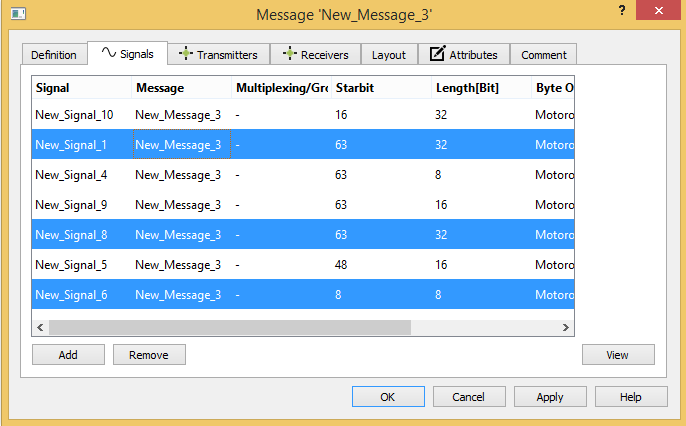 Message 'New_Message_3'
?
Definition Signals Transmitters Receivers Layout Attributes Comment
Signal Message Multiplexing/Gro Starbit Length[Bit] Byte O
New_Signal_10 New_Message_3 - 16 32 Motoro
New_Signal_1 New_Message_3 - 63 32 Motoro
New_Signal_4 New_Message_3 - 63 8 Motoro
New_Signal_9 New_Message_3 - 63 16 Motoro
New_Signal_8 New_Message_3 - 63 32 Motoro
New_Signal_5 New_Message_3 - 48 16 Motoro
New_Signal_6 New_Message_3 - 8 8 Motoro
Add Remove View
OK Cancel Apply Help